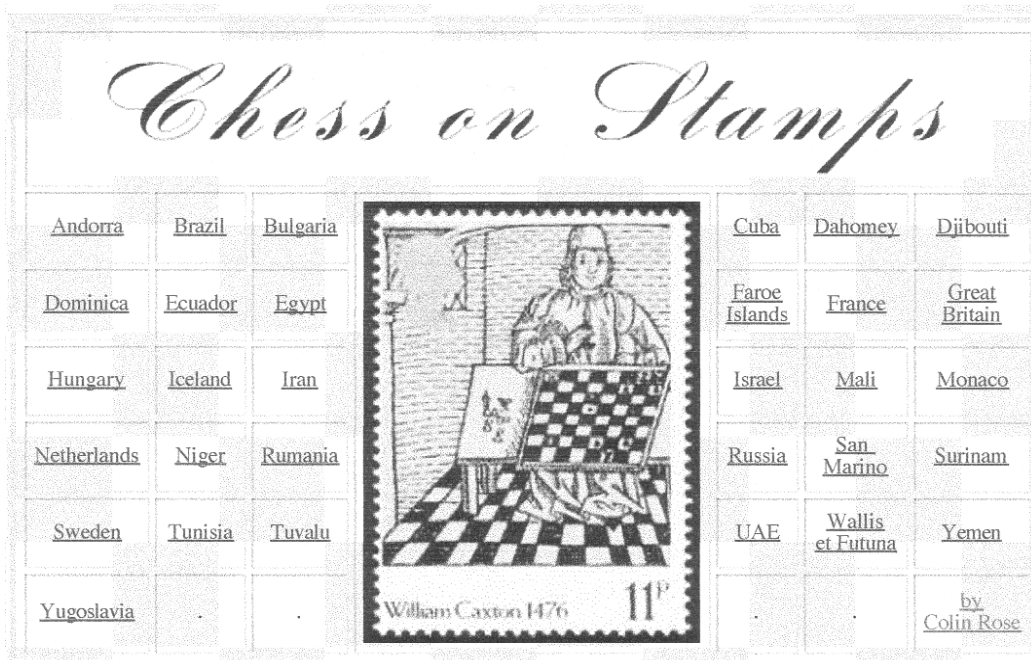 Chess on Stamps
Andorra Brazil Bulgaria Cuba Dahomey Djibouti
Dominica Ecuador Egypt Faroe Islands France Great Britain
Hungary Iceland Iran Israel Mali Monaco
Netherlands Niger Rumania Russia San Marino Surinam
Sweden Tunisia Tuvalu UAE Wallis et Futuna Yemen
Yugoslavia . . . . by Colin Rose
William Caxton 1476 11P